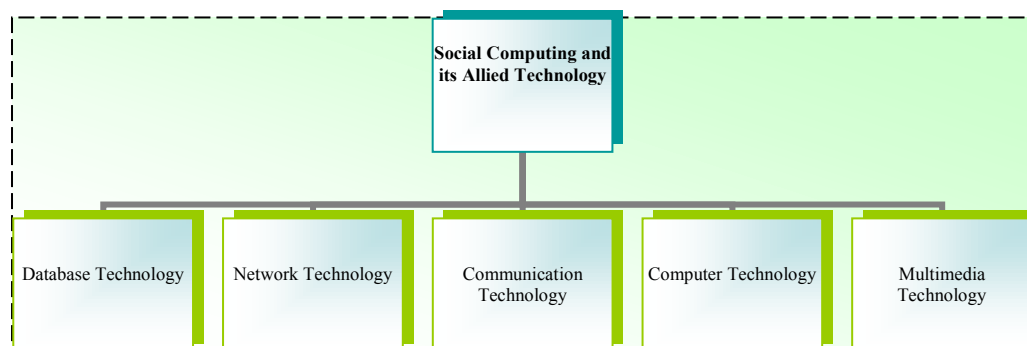 Social Computing and
its Allied Technology
Database Technology
Network Technology
Communication
Technology
Computer Technology
Multimedia
Technology